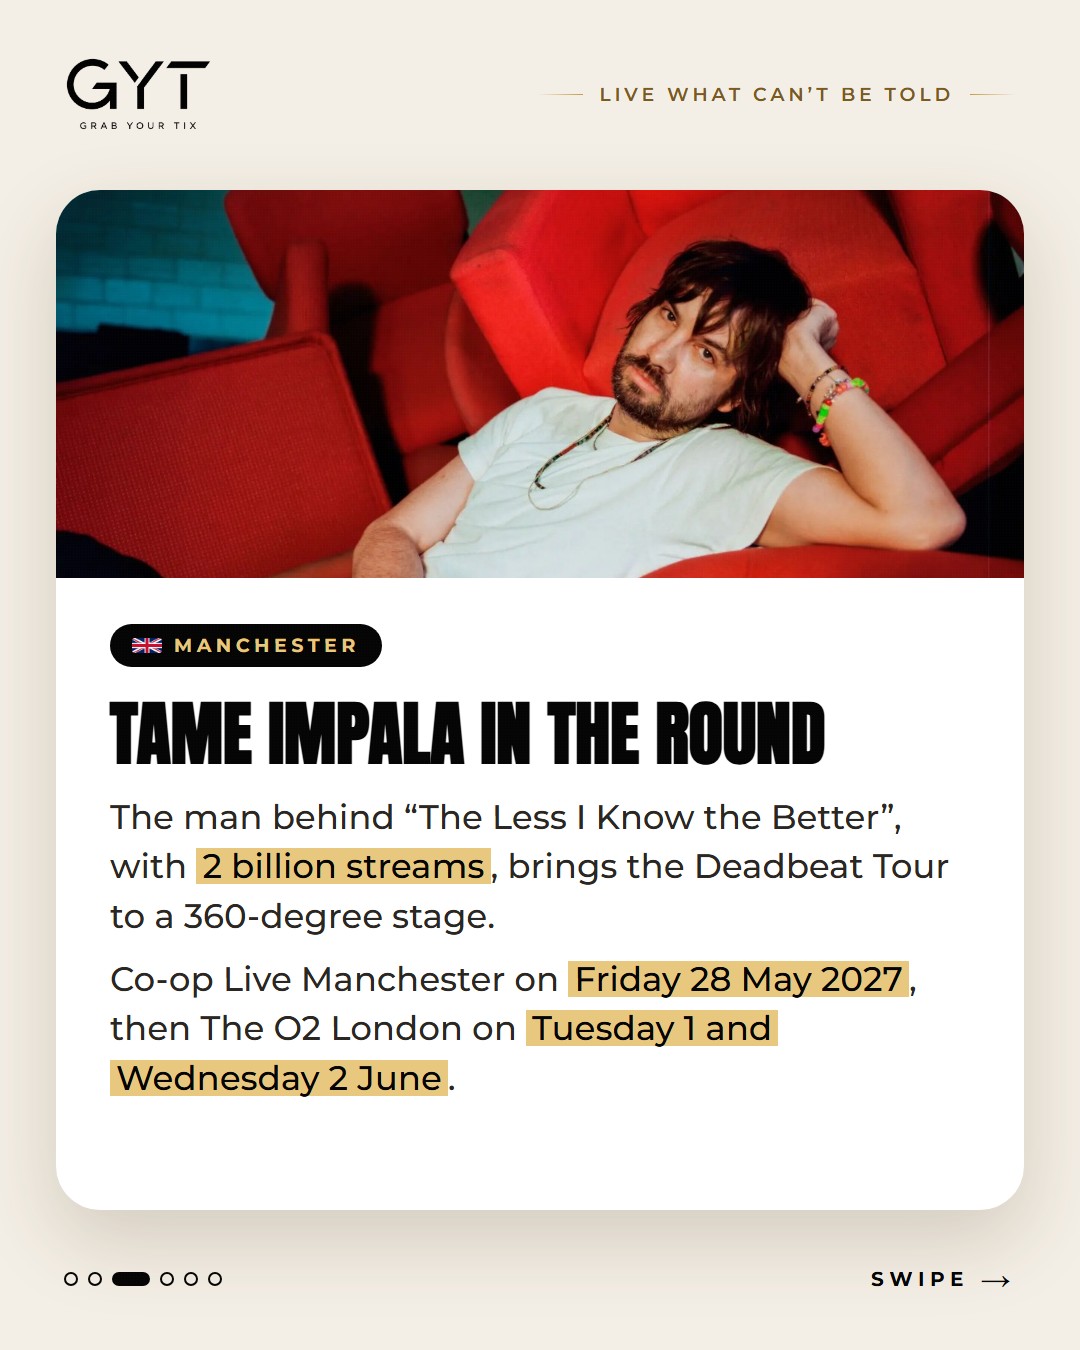 GYT
GRAB YOUR TIX
LIVE WHAT CAN’T BE TOLD
MANCHESTER
TAME IMPALA IN THE ROUND
The man behind “The Less I Know the Better”,
with 2 billion streams, brings the Deadbeat Tour
to a 360-degree stage.
Co-op Live Manchester on Friday 28 May 2027,
then The O2 London on Tuesday 1 and
Wednesday 2 June.
SWIPE →